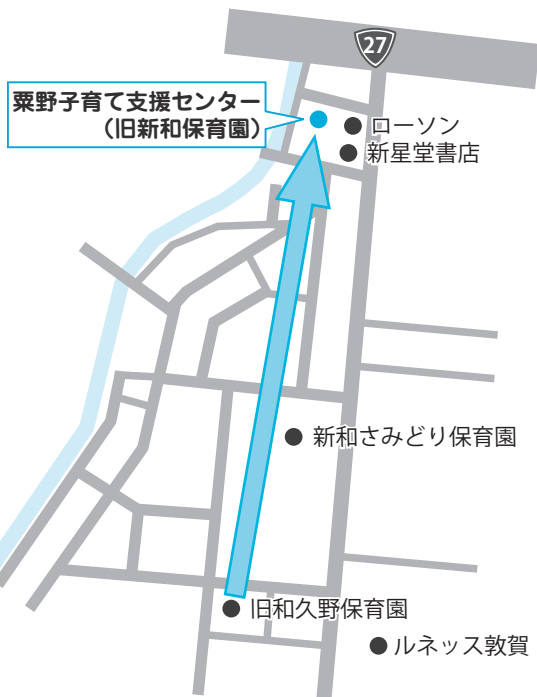 27
粟野子育て支援センター
（旧新和保育園）
ローソン
新星堂書店
新和さみどり保育園
旧和久野保育園
ルネッス敦賀